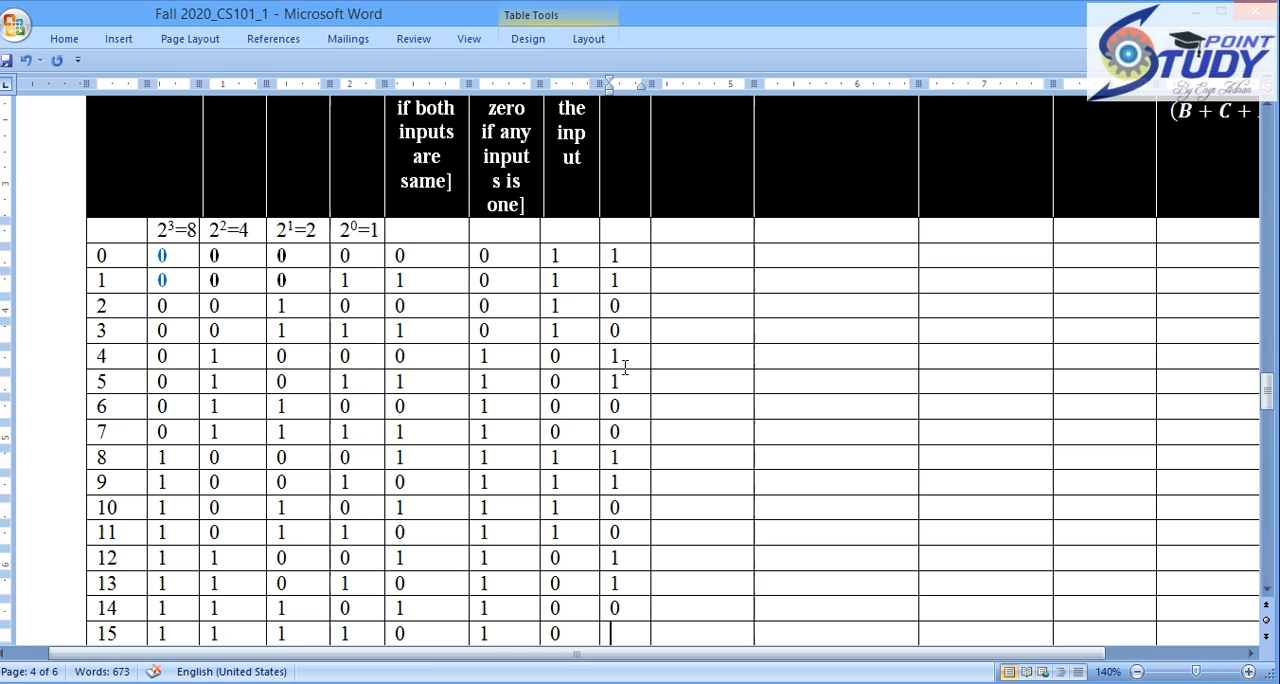 Fall 2020_CS101_1 - Microsoft Word
Table Tools
Home Insert Page Layout References Mailings Review View Design Layout
POINT
STUDY
By Engr Adnan
1 2 5 6 7 8
if both inputs are same]
zero if any input s is one]
the inp ut
(B + C +
2³=8 2²=4 2¹=2 2⁰=1
0 0 0 0 0 0 0 1 1
1 0 0 0 1 1 0 1 1
2 0 0 1 0 0 0 1 0
3 0 0 1 1 1 0 1 0
4 0 1 0 0 0 1 0 1
5 0 1 0 1 1 1 0 1
6 0 1 1 0 0 1 0 0
7 0 1 1 1 1 1 0 0
8 1 0 0 0 1 1 1 1
9 1 0 0 1 0 1 1 1
10 1 0 1 0 1 1 1 0
11 1 0 1 1 0 1 1 0
12 1 1 0 0 1 1 0 1
13 1 1 0 1 0 1 0 1
14 1 1 1 0 1 1 0 0
15 1 1 1 1 0 1 0
Page: 4 of 6 Words: 673 English (United States) 140%